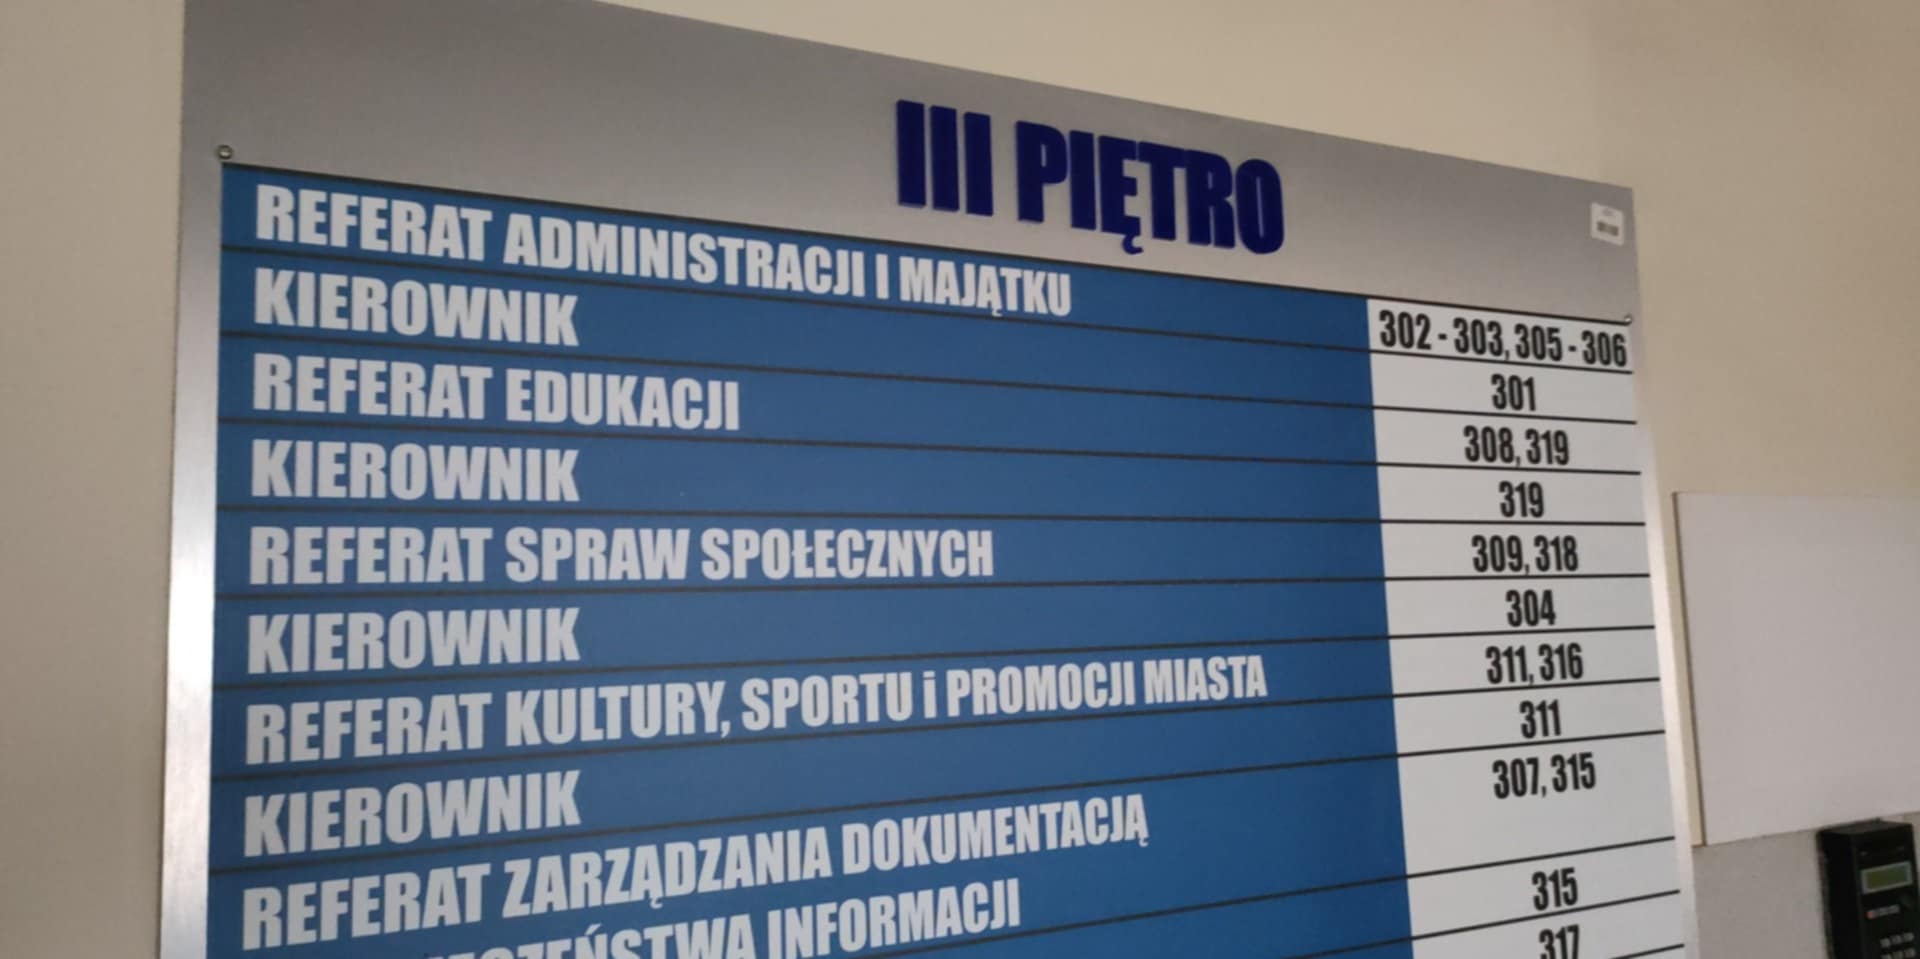 III PIĘTRO
REFERAT ADMINISTRACJI I MAJĄTKU 302 - 303, 305 - 306
KIEROWNIK 301
REFERAT EDUKACJI 308, 319
KIEROWNIK 319
REFERAT SPRAW SPOŁECZNYCH 309, 318
KIEROWNIK 304
REFERAT KULTURY, SPORTU i PROMOCJI MIASTA 311, 316
KIEROWNIK 311
REFERAT ZARZĄDZANIA DOKUMENTACJĄ 307, 315
INFORMACJI
315
317